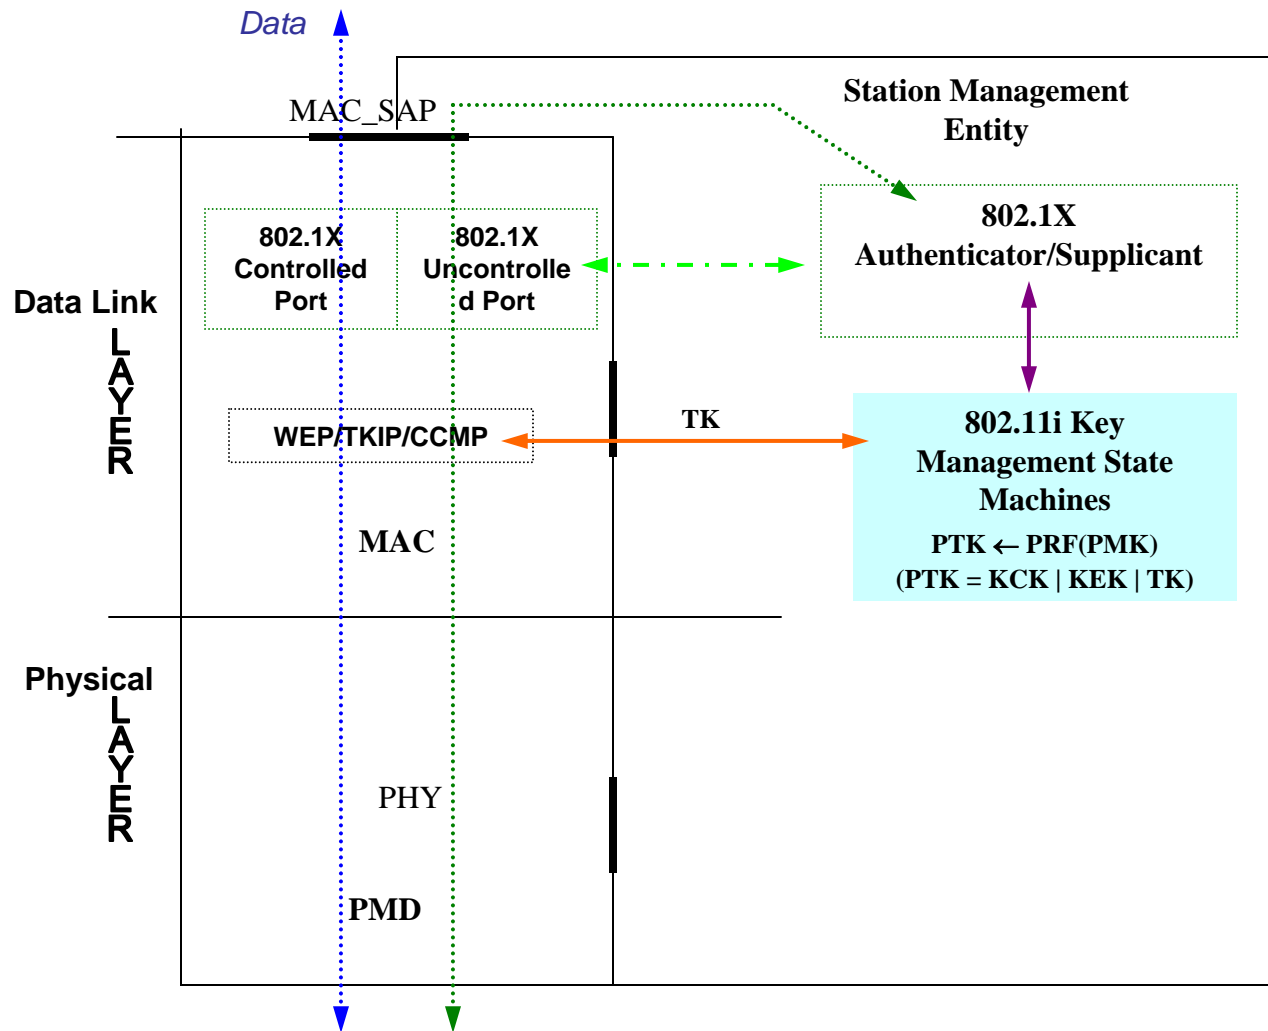 Data
MAC_SAP
Station Management
Entity
802.1X
Controlled
Port
802.1X
Uncontrolle
d Port
802.1X
Authenticator/Supplicant
Data Link
L
A
Y
E
R
WEP/TKIP/CCMP
TK
802.11i Key
Management State
Machines
PTK ← PRF(PMK)
(PTK = KCK | KEK | TK)
MAC
Physical
L
A
Y
E
R
PHY
PMD